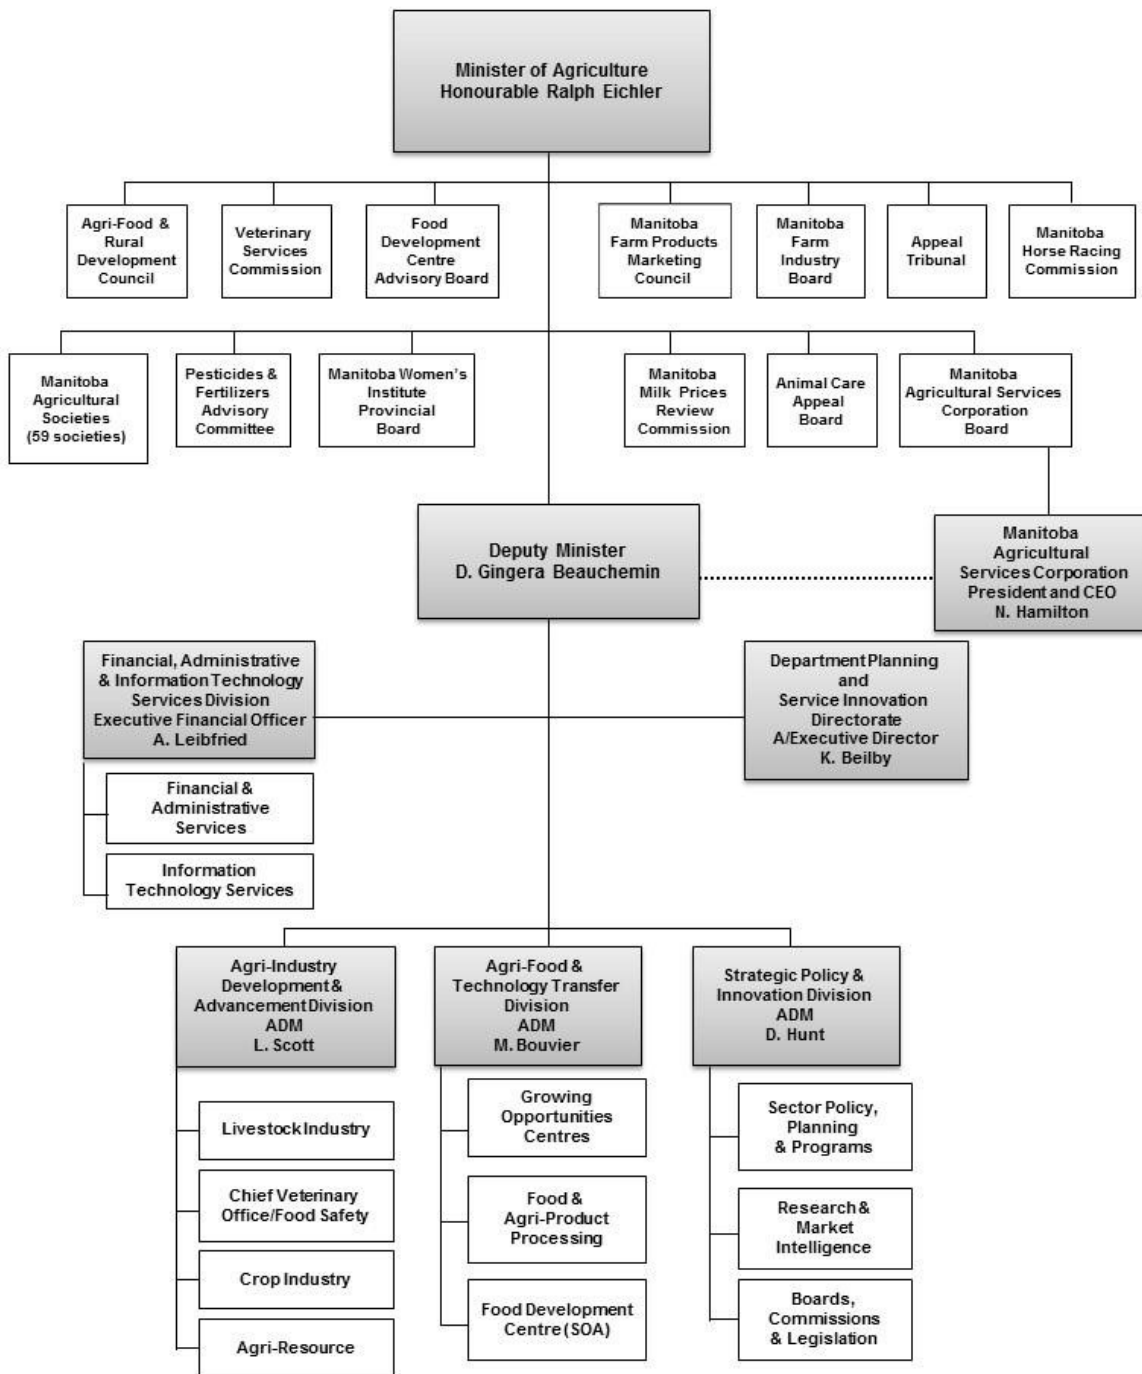 Minister of Agriculture
Honourable Ralph Eichler
Agri-Food &
Rural
Development
Council
Veterinary
Services
Commission
Food
Development
Centre
Advisory Board
Manitoba
Farm Products
Marketing
Council
Manitoba
Farm
Industry
Board
Appeal
Tribunal
Manitoba
Horse Racing
Commission
Manitoba
Agricultural
Societies
(59 societies)
Pesticides &
Fertilizers
Advisory
Committee
Manitoba Women's
Institute
Provincial
Board
Manitoba
Milk Prices
Review
Commission
Animal Care
Appeal
Board
Manitoba
Agricultural Services
Corporation
Board
Deputy Minister
D. Gingera Beauchemin
Manitoba
Agricultural
Services Corporation
President and CEO
N. Hamilton
Financial, Administrative
& Information Technology
Services Division
Executive Financial Officer
A. Leibfried
Department Planning
and
Service Innovation
Directorate
A/Executive Director
K. Beilby
Financial &
Administrative
Services
Information
Technology Services
Agri-Industry
Development &
Advancement Division
ADM
L. Scott
Agri-Food &
Technology Transfer
Division
ADM
M. Bouvier
Strategic Policy &
Innovation Division
ADM
D. Hunt
Livestock Industry
Chief Veterinary
Office/Food Safety
Crop Industry
Agri-Resource
Growing
Opportunities
Centres
Food &
Agri-Product
Processing
Food Development
Centre (SOA)
Sector Policy,
Planning
& Programs
Research &
Market
Intelligence
Boards,
Commissions
& Legislation